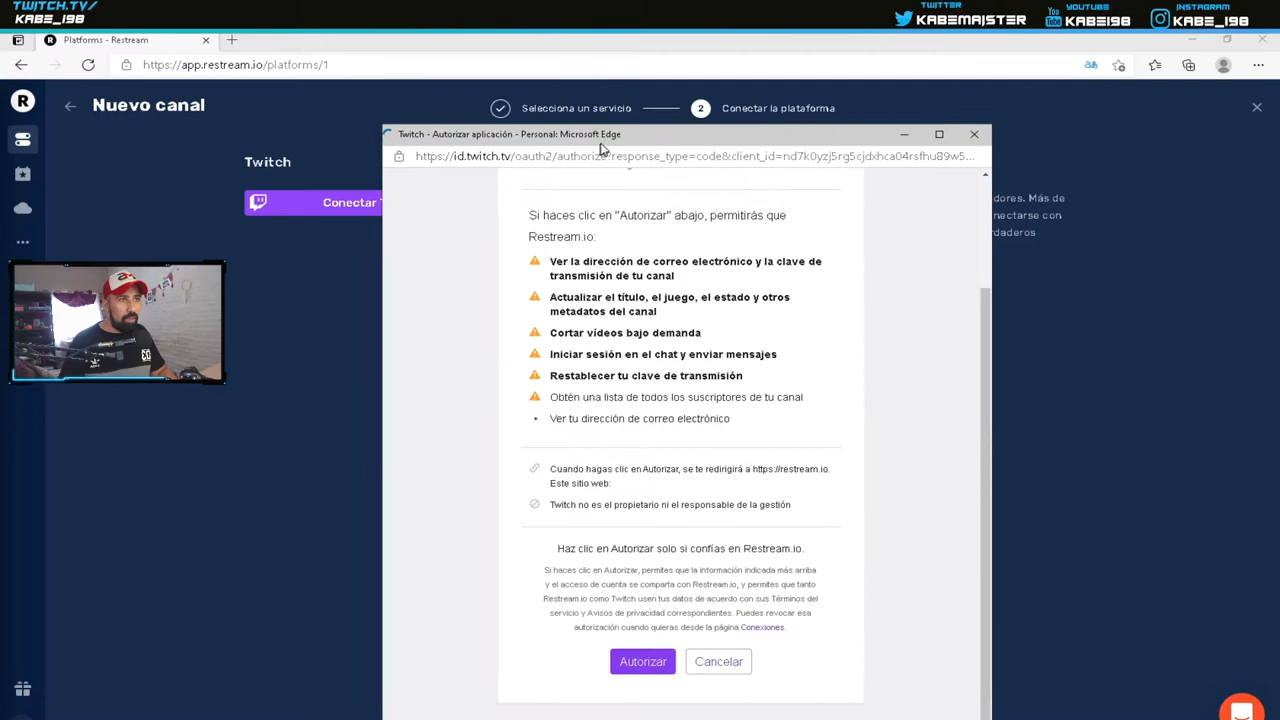 TWITCH.TV/
KABE_198
TWITTER
KABEMAJSTER
YOUTUBE
KABE198
INSTAGRAM
KABE_198
Platforms - Restream
https://app.restream.io/platforms/1
Nuevo canal
Selecciona un servicio
2
Conectar la plataforma
Twitch
Conectar
Twitch - Autorizar aplicación - Personal: Microsoft Edge
https://id.twitch.tv/oauth2/authorize?response_type=code&client_id=nd7k0yzj5rg5cjdxhca04rsfhu89w5...
Si haces clic en "Autorizar" abajo, permitirás que
Restream.io:
Ver la dirección de correo electrónico y la clave de
transmisión de tu canal
Actualizar el título, el juego, el estado y otros
metadatos del canal
Cortar vídeos bajo demanda
Iniciar sesión en el chat y enviar mensajes
Restablecer tu clave de transmisión
Obtén una lista de todos los suscriptores de tu canal
Ver tu dirección de correo electrónico
Cuando hagas clic en Autorizar, se te redirigirá a https://restream.io.
Este sitio web:
Twitch no es el propietario ni el responsable de la gestión
Haz clic en Autorizar solo si confías en Restream.io.
Si haces clic en Autorizar, permites que la información indicada más arriba
y el acceso de cuenta se comparta con Restream.io, y permites que tanto
Restream.io como Twitch usen tus datos de acuerdo con sus Términos del
servicio y Avisos de privacidad correspondientes. Puedes revocar esa
autorización cuando quieras desde la página Conexiones.
Autorizar
Cancelar
dores. Más de
nectarse con
rdaderos